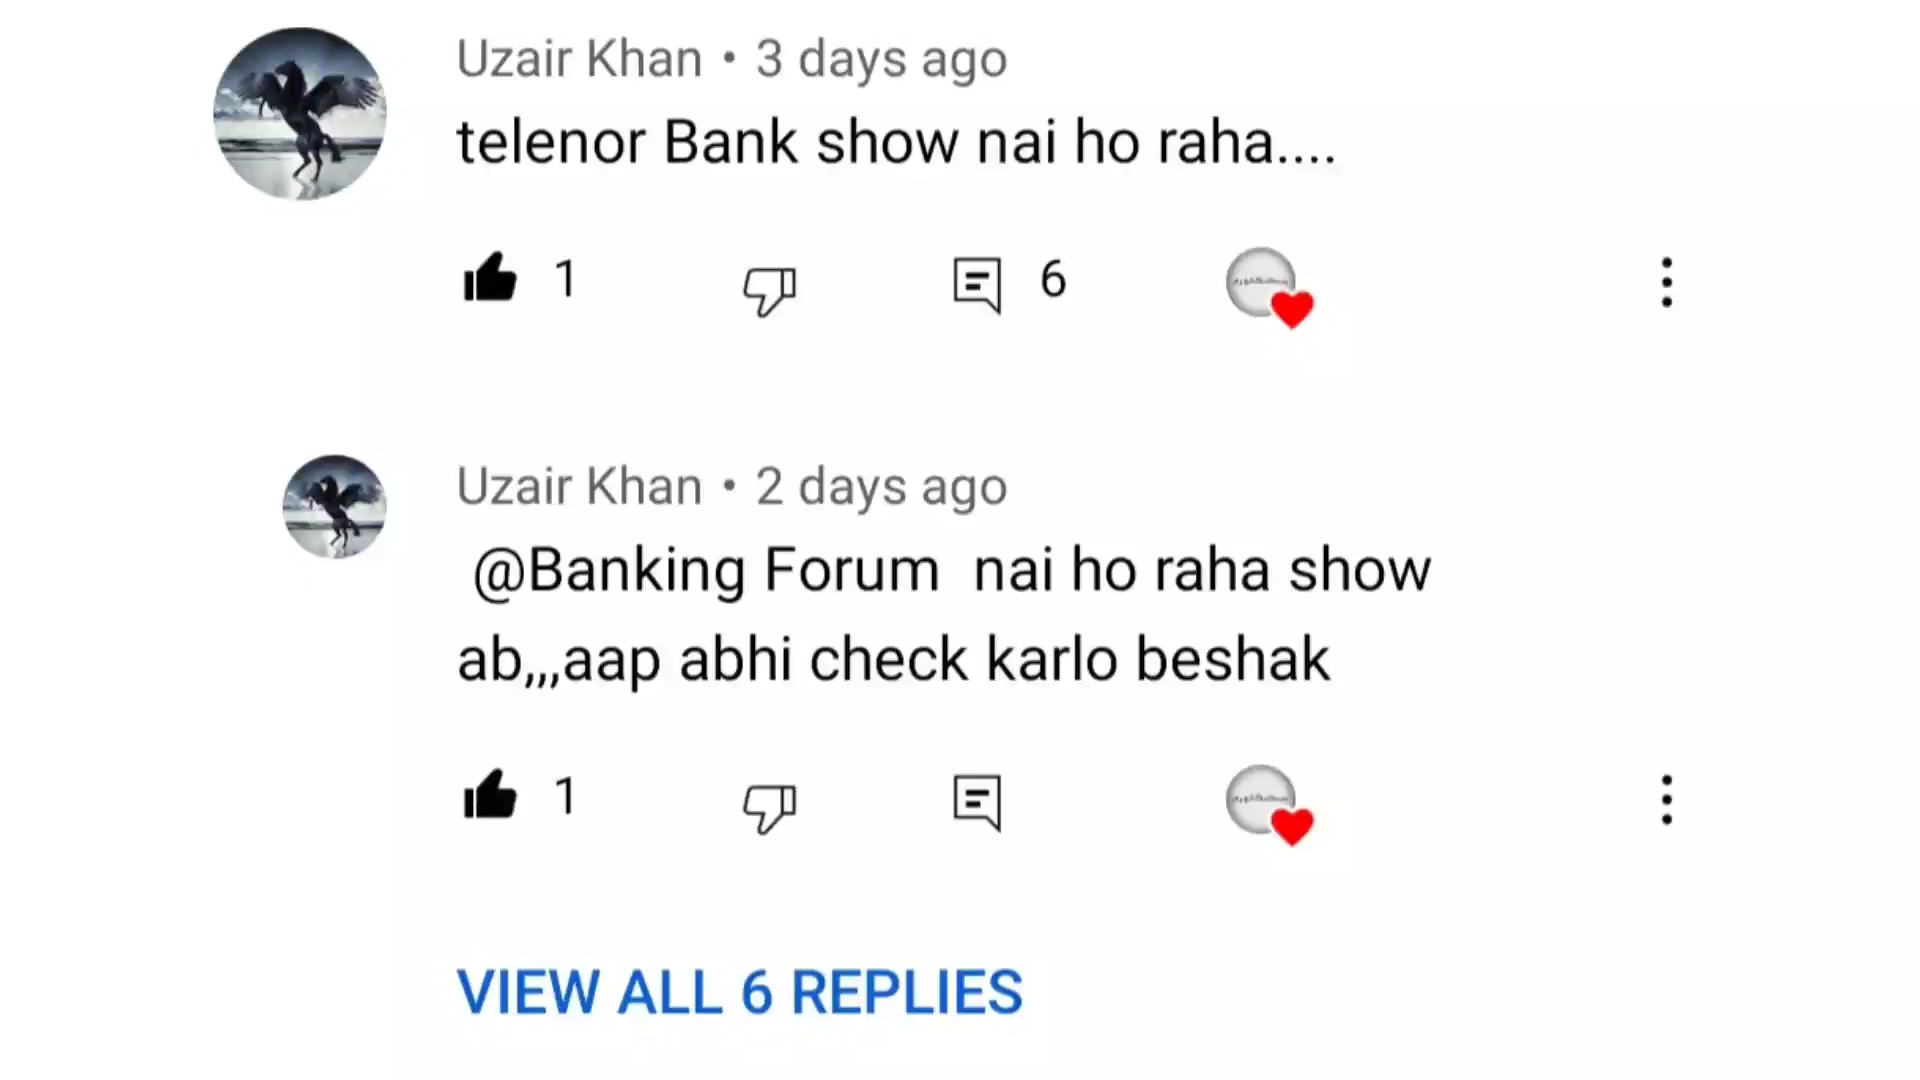 Uzair Khan • 3 days ago
telenor Bank show nai ho raha....
1
6
Uzair Khan • 2 days ago
@Banking Forum nai ho raha show
ab,,,aap abhi check karlo beshak
1
VIEW ALL 6 REPLIES